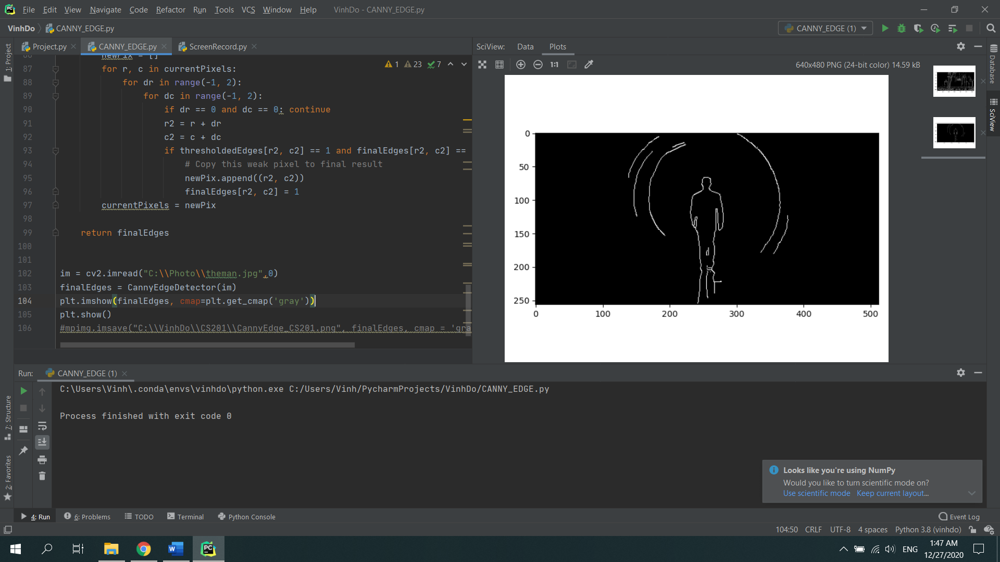 File Edit View Navigate Code Refactor Run Tools VCS Window Help VinhDo - CANNY_EDGE.py
VinhDo CANNY_EDGE.py CANNY_EDGE (1)
Project.py CANNY_EDGE.py ScreenRecord.py
SciView: Data Plots
1: Project
Database
SciView
1:1 640x480 PNG (24-bit color) 14.59 kB
1 23 7
86 newPix = []
87 for r, c in currentPixels:
88 for dr in range(-1, 2):
89 for dc in range(-1, 2):
90 if dr == 0 and dc == 0: continue
91 r2 = r + dr
92 c2 = c + dc
93 if thresholdedEdges[r2, c2] == 1 and finalEdges[r2, c2] ==
94 # Copy this weak pixel to final result
95 newPix.append((r2, c2))
96 finalEdges[r2, c2] = 1
97 currentPixels = newPix
98
99 return finalEdges
100
101
102 im = cv2.imread("C:\\Photo\\theman.jpg",0)
103 finalEdges = CannyEdgeDetector(im)
104 plt.imshow(finalEdges, cmap=plt.get_cmap('gray'))
105 plt.show()
106 #mpimg.imsave("C:\\VinhDo\\CS201\\CannyEdge_CS201.png", finalEdges, cmap = 'gra
0
50
100
150
200
250
0 100 200 300 400 500
Run: CANNY_EDGE (1)
C:\Users\Vinh\.conda\envs\vinhdo\python.exe C:/Users/Vinh/PycharmProjects/VinhDo/CANNY_EDGE.py
Process finished with exit code 0
7: Structure
2: Favorites
Looks like you're using NumPy
Would you like to turn scientific mode on?
Use scientific mode Keep current layout...
4: Run 6: Problems TODO Terminal Python Console Event Log
104:50 CRLF UTF-8 4 spaces Python 3.8 (vinhdo)
W PC ENG 1:47 AM
12/27/2020